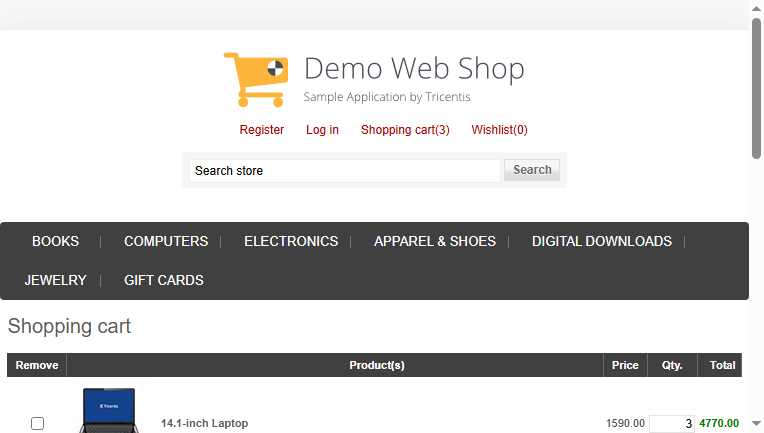 Demo Web Shop
Sample Application by Tricentis
Register Log in Shopping cart(3) Wishlist(0)
Search store Search
BOOKS COMPUTERS ELECTRONICS APPAREL & SHOES DIGITAL DOWNLOADS
JEWELRY GIFT CARDS
Shopping cart
Remove Product(s) Price Qty. Total
Tricentis
14.1-inch Laptop 1590.00 3 4770.00